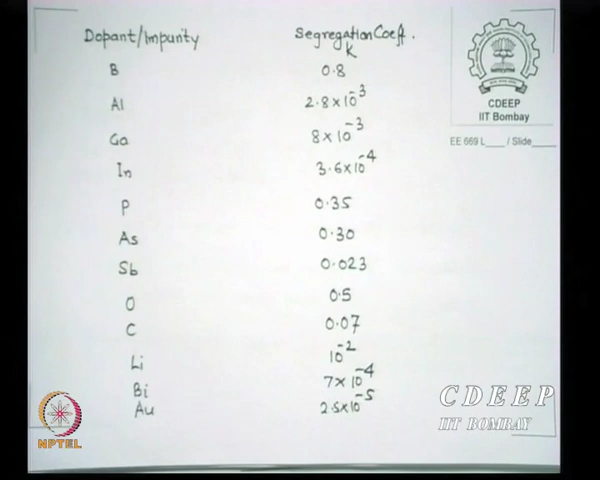 Dopant/Impurity Segregation Coeff.
K
B 0.8
Al 2.8×10⁻³
Ga 8×10⁻³
In 3.6×10⁻⁴
P 0.35
As 0.30
Sb 0.023
O 0.5
C 0.07
Li 10⁻²
Bi 7×10⁻⁴
Au 2.5×10⁻⁵
CDEEP
IIT Bombay
EE 669 L____ / Slide____
NPTEL
CDEEP
IIT BOMBAY